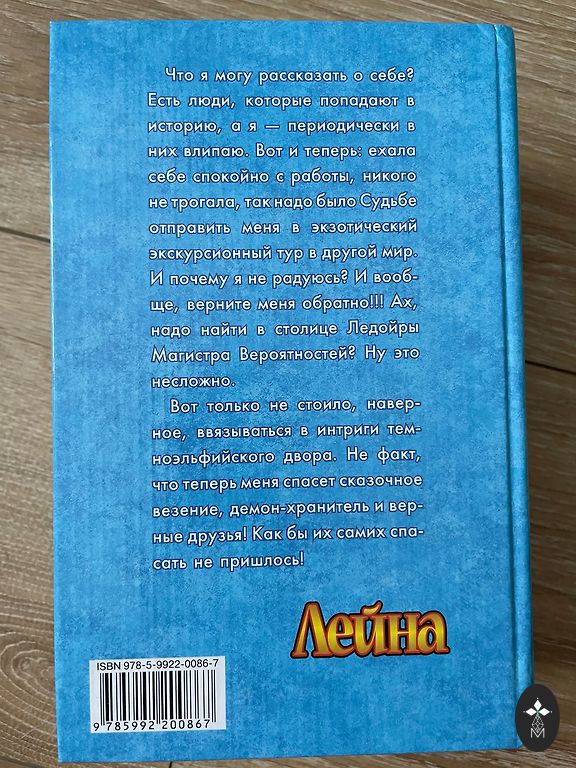 Что я могу рассказать о себе?
Есть люди, которые попадают в
историю, а я — периодически в
них влипаю. Вот и теперь: ехала
себе спокойно с работы, никого
не трогала, так надо было Судьбе
отправить меня в экзотический
экскурсионный тур в другой мир.
И почему я не радуюсь? И вооб-
ще, верните меня обратно!!! Ах,
надо найти в столице Ледойры
Магистра Вероятностей? Ну это
несложно.
Вот только не стоило, навер-
ное, ввязываться в интриги тем-
ноэльфийского двора. Не факт,
что теперь меня спасет сказочное
везение, демон-хранитель и вер-
ные друзья! Как бы их самих спа-
сать не пришлось!
Лейна
ISBN 978-5-9922-0086-7
9 785992 200867
М